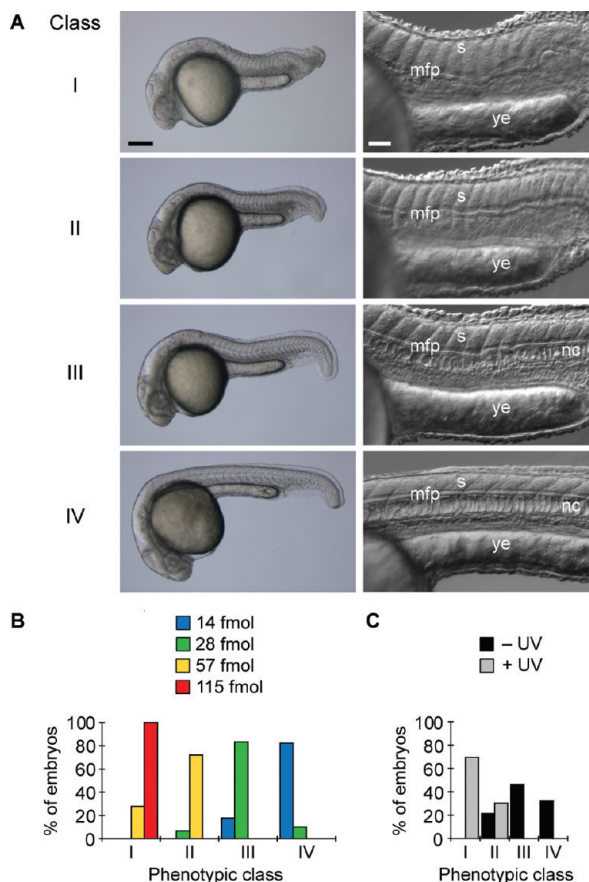 A Class
I
s
mfp
ye
II
s
mfp
ye
III
s
mfp
nc
ye
IV
s
mfp
nc
ye
B
14 fmol
28 fmol
57 fmol
115 fmol
% of embryos
100
80
60
40
20
0
I II III IV
Phenotypic class
C
– UV
+ UV
% of embryos
100
80
60
40
20
0
I II III IV
Phenotypic class